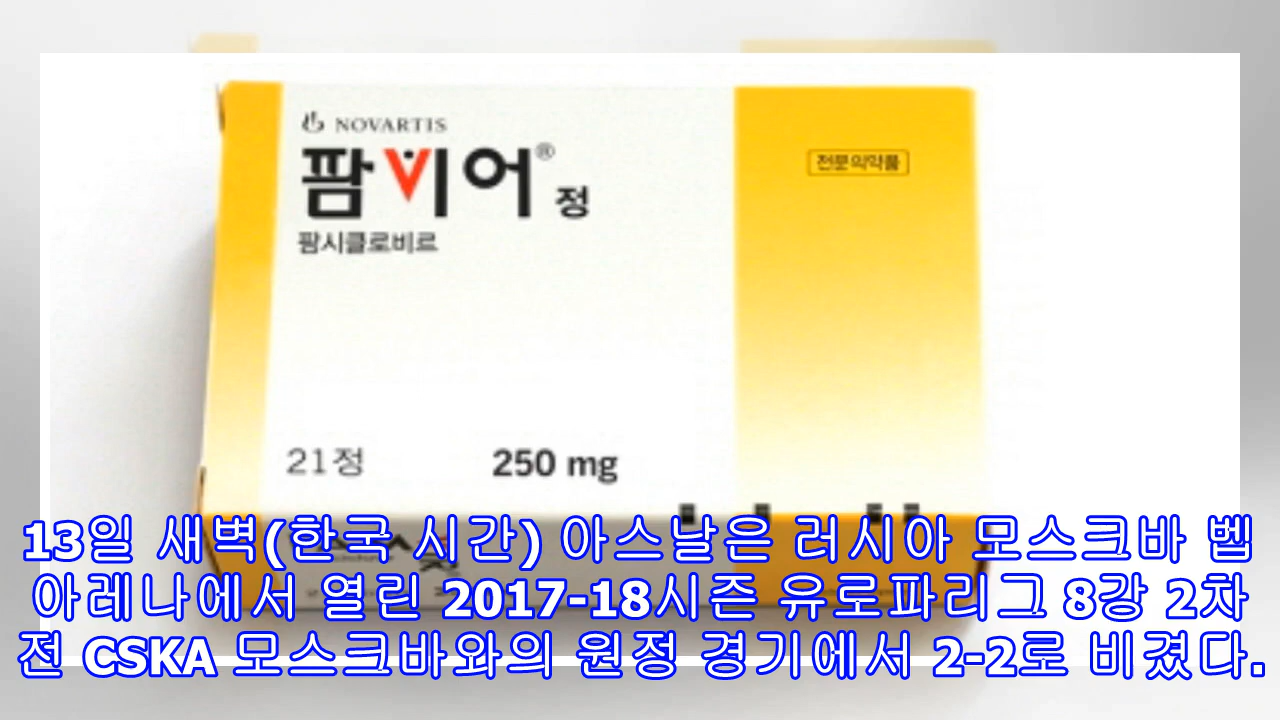 NOVARTIS
팜비어® 정
전문의약품
팜시클로비르
21정 250 mg
13일 새벽(한국 시간) 아스날은 러시아 모스크바 벱
아레나에서 열린 2017-18시즌 유로파리그 8강 2차
전 CSKA 모스크바와의 원정 경기에서 2-2로 비겼다.